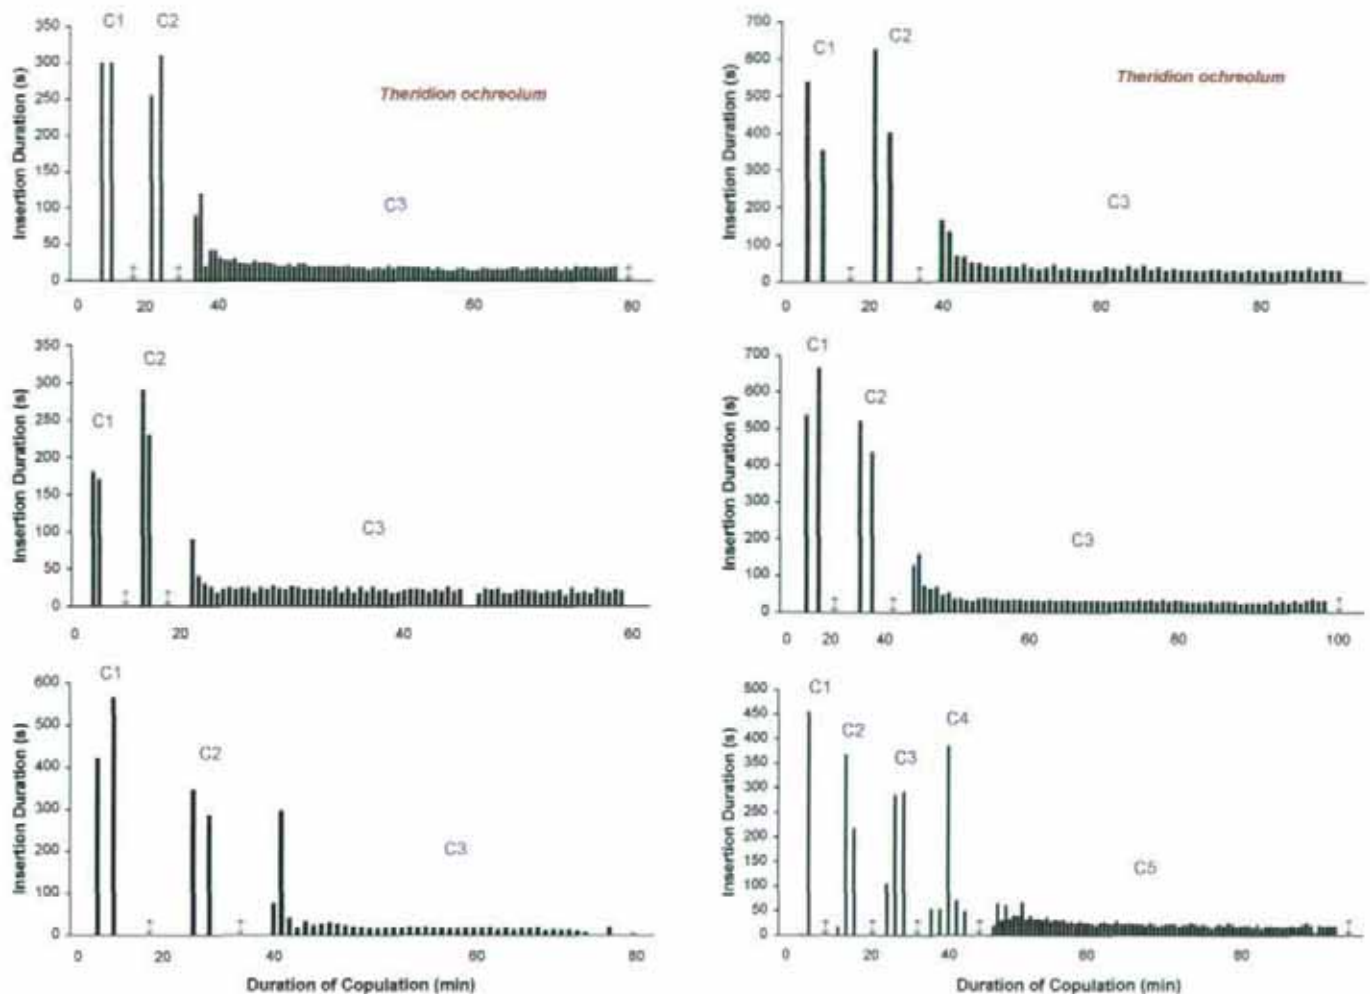 C1 C2
Theridion ochreolum
C3
Insertion Duration (s)
350
300
250
200
150
100
50
0
0 20 40 60 80
C1 C2
Theridion ochreolum
C3
Insertion Duration (s)
700
600
500
400
300
200
100
0
0 20 40 60 80
C2
C1
C3
Insertion Duration (s)
350
300
250
200
150
100
50
0
0 20 40 60
C1
C2
C3
Insertion Duration (s)
700
600
500
400
300
200
100
0
0 20 40 60 80 100
C1
C2
C3
Insertion Duration (s)
600
500
400
300
200
100
0
0 20 40 60 80
Duration of Copulation (min)
C1
C2 C3 C4
C5
Insertion Duration (s)
500
450
400
350
300
250
200
150
100
50
0
0 20 40 60 80
Duration of Copulation (min)